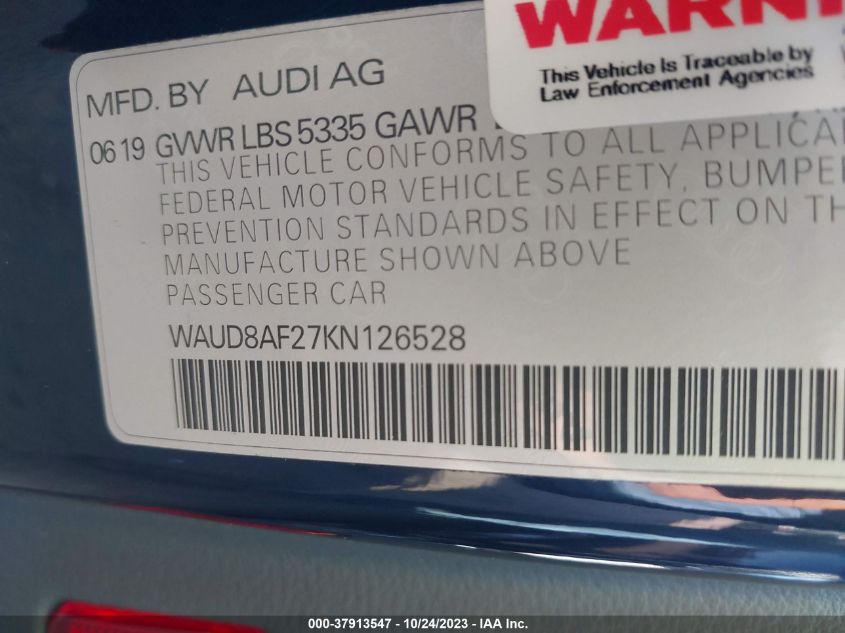 WARNI
This Vehicle Is Traceable by
Law Enforcement Agencies
MFD. BY AUDI AG
06 19 GVWR LBS 5335 GAWR
THIS VEHICLE CONFORMS TO ALL APPLICA
FEDERAL MOTOR VEHICLE SAFETY, BUMPE
PREVENTION STANDARDS IN EFFECT ON TH
MANUFACTURE SHOWN ABOVE
PASSENGER CAR
WAUD8AF27KN126528
000-37913547 - 10/24/2023 - IAA Inc.